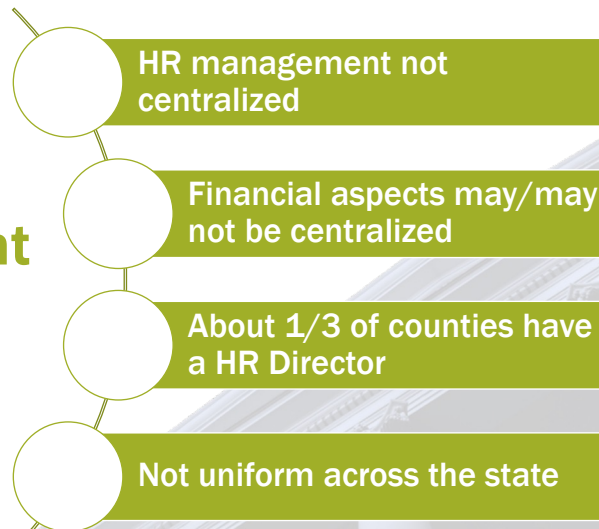 HR management not
centralized
Financial aspects may/may
not be centralized
nt
About 1/3 of counties have
a HR Director
Not uniform across the state